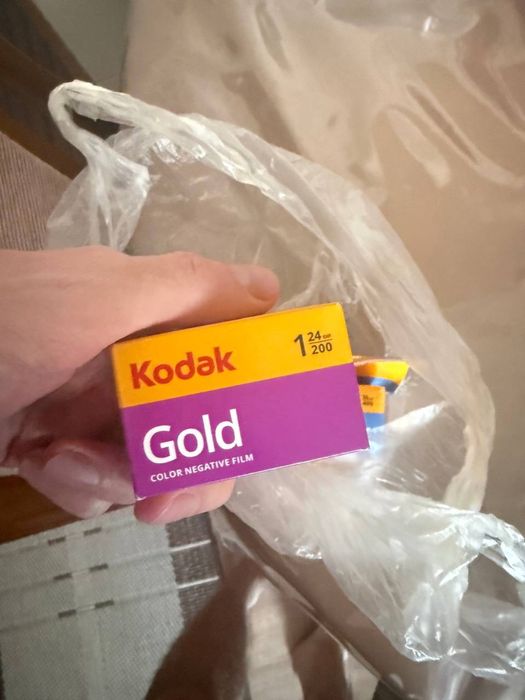 Kodak
1 24 EXP
200
Gold
COLOR NEGATIVE FILM